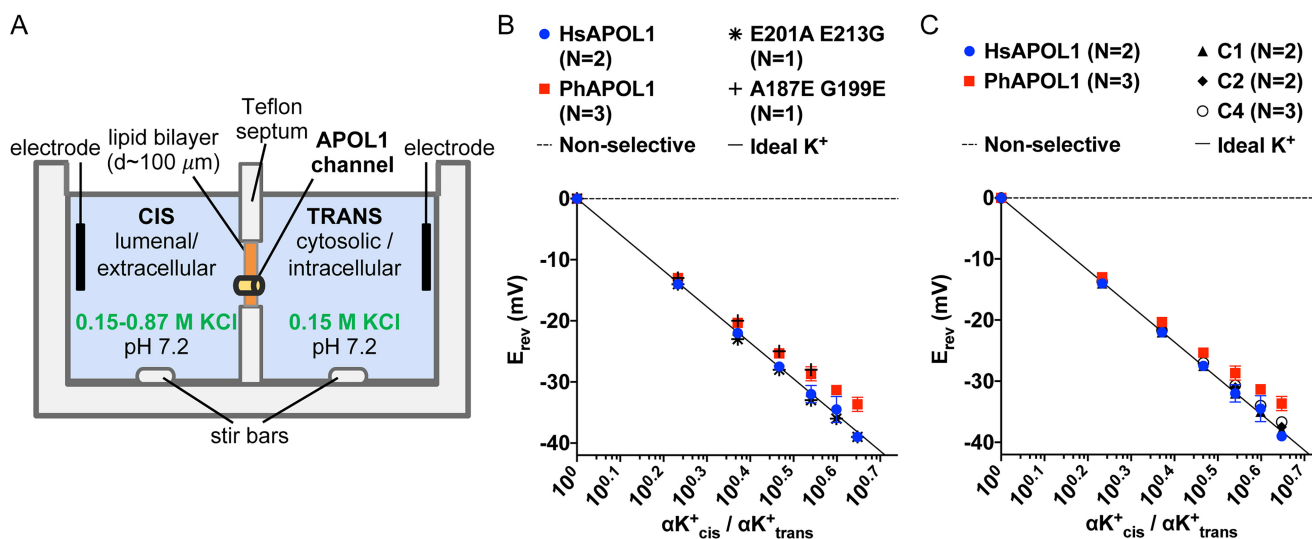 A
electrode
lipid bilayer
(d~100 μm)
Teflon
septum
APOL1
channel
electrode
CIS
lumenal/
extracellular
TRANS
cytosolic /
intracellular
0.15-0.87 M KCl
pH 7.2
0.15 M KCl
pH 7.2
stir bars
B
HsAPOL1
(N=2)
PhAPOL1
(N=3)
Non-selective
E201A E213G
(N=1)
A187E G199E
(N=1)
Ideal K⁺
0
-10
-20
-30
-40
E_rev (mV)
10^0
10^0.1
10^0.2
10^0.3
10^0.4
10^0.5
10^0.6
10^0.7
αK⁺cis / αK⁺trans
C
HsAPOL1 (N=2)
PhAPOL1 (N=3)
Non-selective
C1 (N=2)
C2 (N=2)
C4 (N=3)
Ideal K⁺
0
-10
-20
-30
-40
E_rev (mV)
10^0
10^0.1
10^0.2
10^0.3
10^0.4
10^0.5
10^0.6
10^0.7
αK⁺cis / αK⁺trans